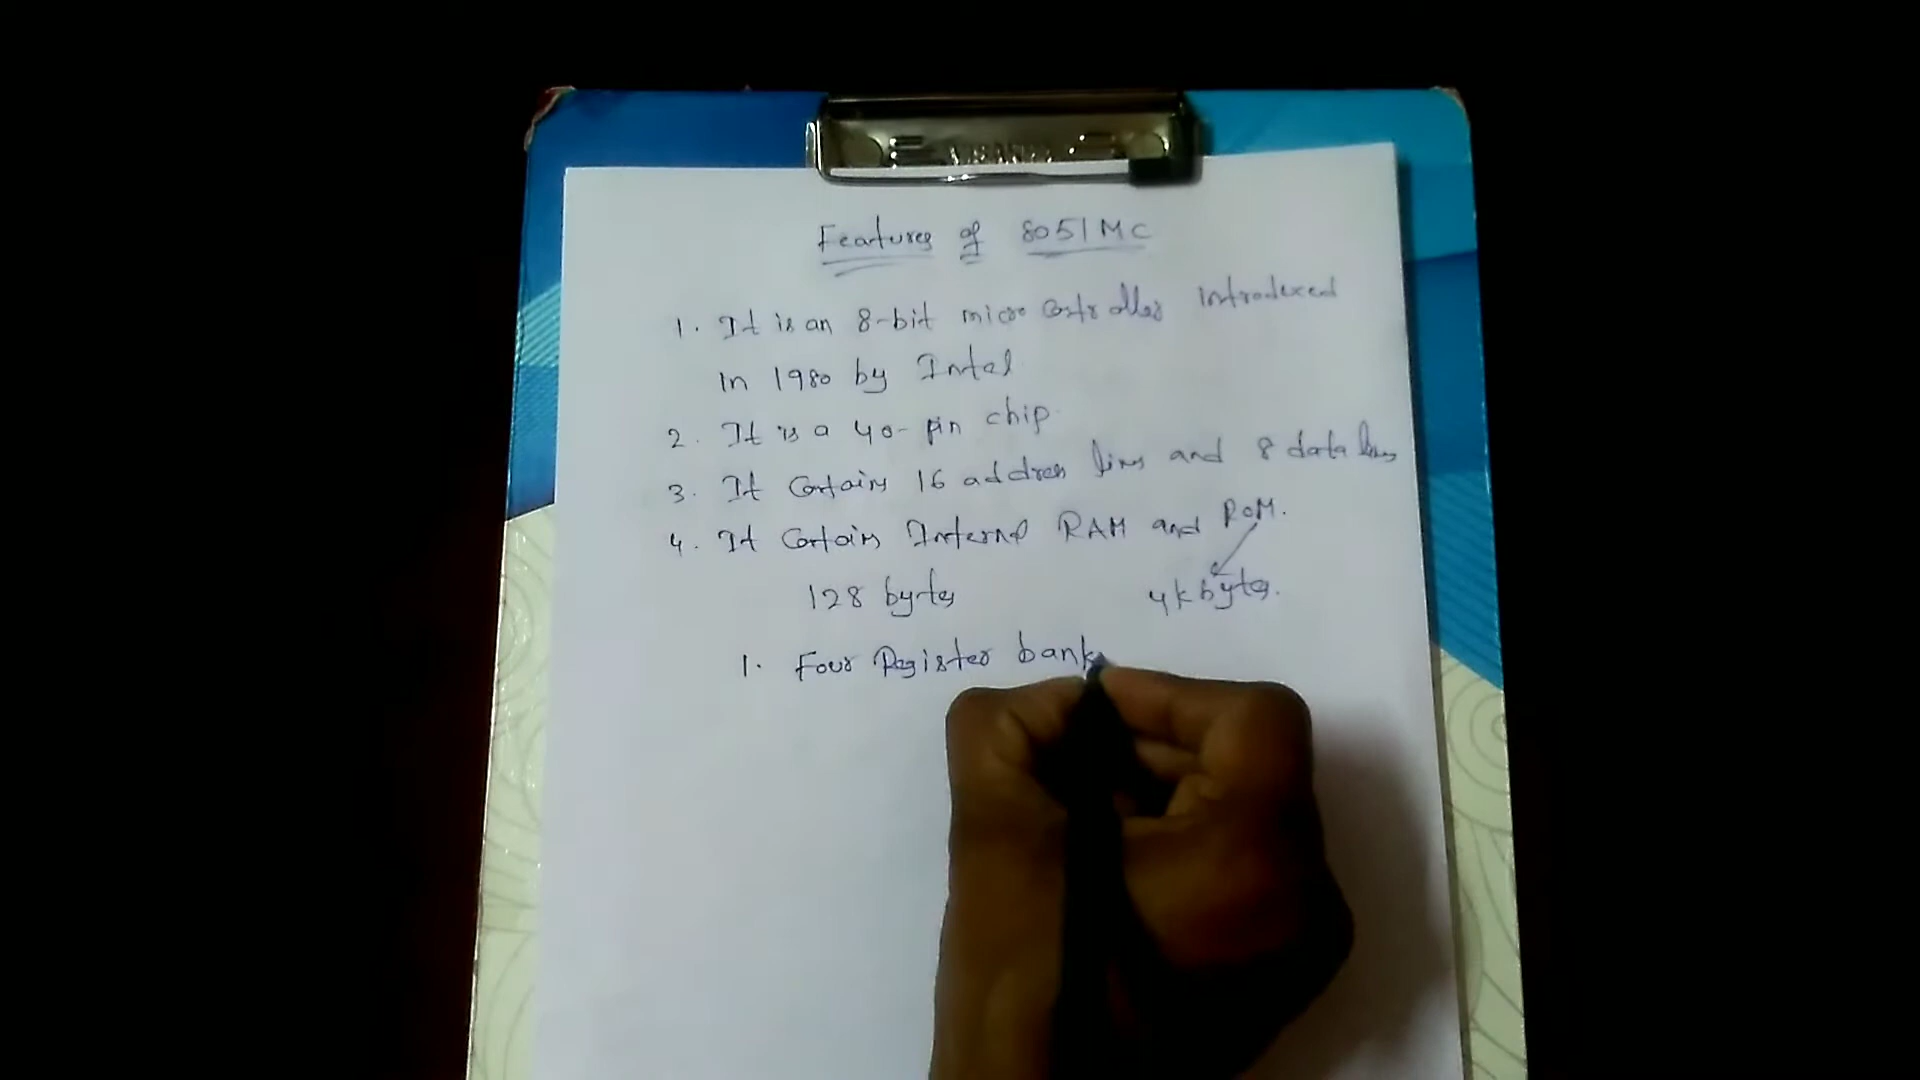 Features of 8051 MC
1. It is an 8-bit micro controller introduced
in 1980 by Intel
2. It is a 40-pin chip
3. It contains 16 address lines and 8 data lines
4. It contains Internal RAM and ROM.
128 bytes 4k bytes.
1. Four Register bank